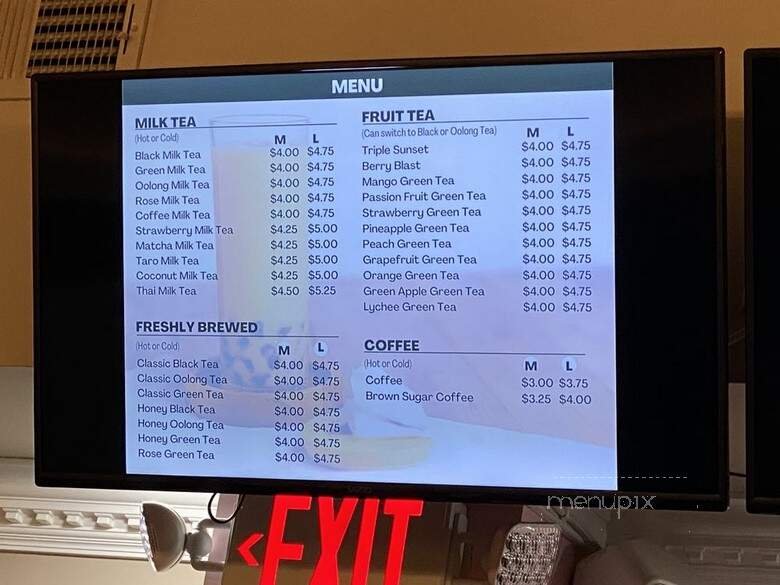 MENU
MILK TEA
(Hot or Cold) M L
Black Milk Tea $4.00 $4.75
Green Milk Tea $4.00 $4.75
Oolong Milk Tea $4.00 $4.75
Rose Milk Tea $4.00 $4.75
Coffee Milk Tea $4.00 $4.75
Strawberry Milk Tea $4.25 $5.00
Matcha Milk Tea $4.25 $5.00
Taro Milk Tea $4.25 $5.00
Coconut Milk Tea $4.25 $5.00
Thai Milk Tea $4.50 $5.25
FRESHLY BREWED
(Hot or Cold) M L
Classic Black Tea $4.00 $4.75
Classic Oolong Tea $4.00 $4.75
Classic Green Tea $4.00 $4.75
Honey Black Tea $4.00 $4.75
Honey Oolong Tea $4.00 $4.75
Honey Green Tea $4.00 $4.75
Rose Green Tea $4.00 $4.75
FRUIT TEA
(Can switch to Black or Oolong Tea) M L
Triple Sunset $4.00 $4.75
Berry Blast $4.00 $4.75
Mango Green Tea $4.00 $4.75
Passion Fruit Green Tea $4.00 $4.75
Strawberry Green Tea $4.00 $4.75
Pineapple Green Tea $4.00 $4.75
Peach Green Tea $4.00 $4.75
Grapefruit Green Tea $4.00 $4.75
Orange Green Tea $4.00 $4.75
Green Apple Green Tea $4.00 $4.75
Lychee Green Tea $4.00 $4.75
COFFEE
(Hot or Cold) M L
Coffee $3.00 $3.75
Brown Sugar Coffee $3.25 $4.00
menupix
<EXIT